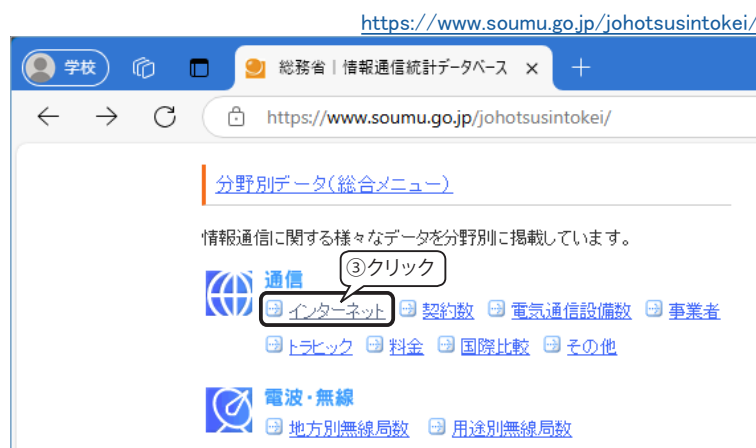 https://www.soumu.go.jp/johotsusintokei/
学校 総務省｜情報通信統計データベース
https://www.soumu.go.jp/johotsusintokei/
分野別データ(総合メニュー)
情報通信に関する様々なデータを分野別に掲載しています。
③クリック
通信
インターネット 契約数 電気通信設備数 事業者
トラヒック 料金 国際比較 その他
電波・無線
地方別無線局数 用途別無線局数